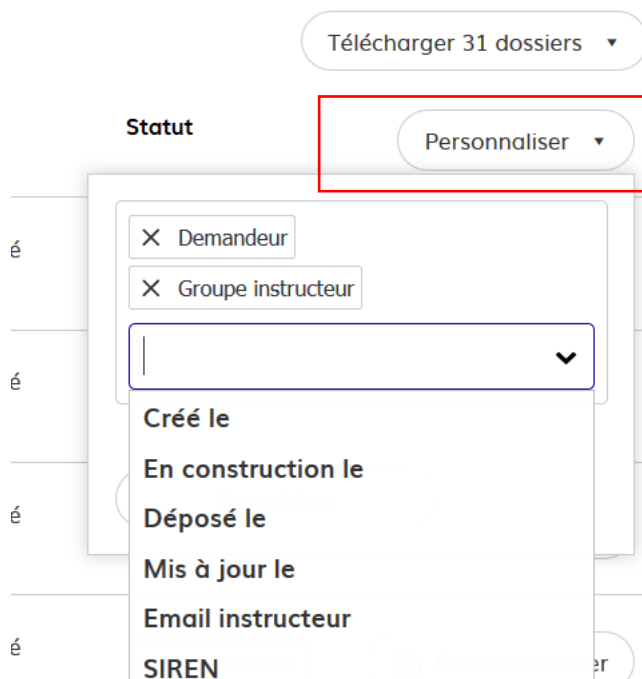 Télécharger 31 dossiers
Statut
Personnaliser
é
Demandeur
Groupe instructeur
é
Créé le
En construction le
é
Déposé le
Mis à jour le
Email instructeur
é
SIREN
er